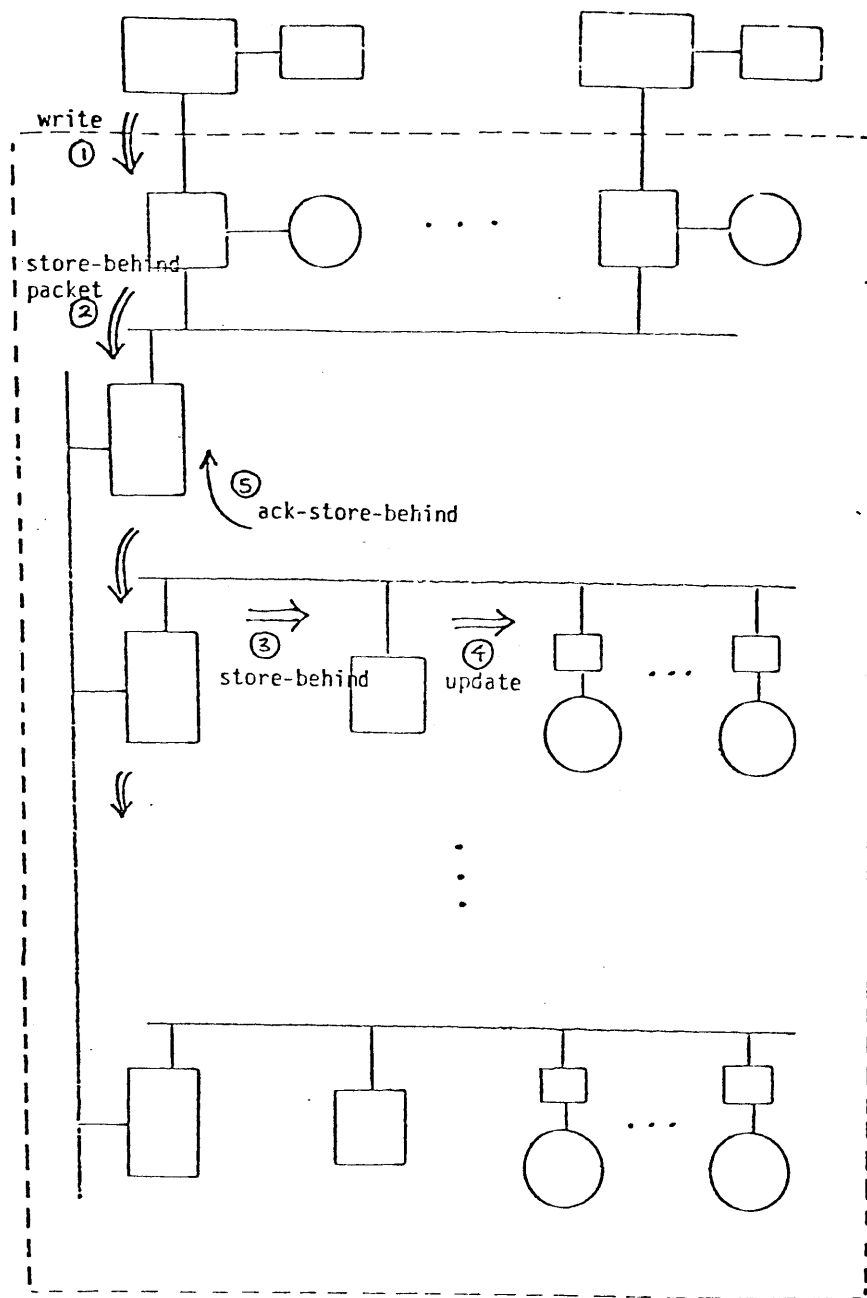 write
①
store-behind
packet
②
⑤
ack-store-behind
③
store-behind
④
update